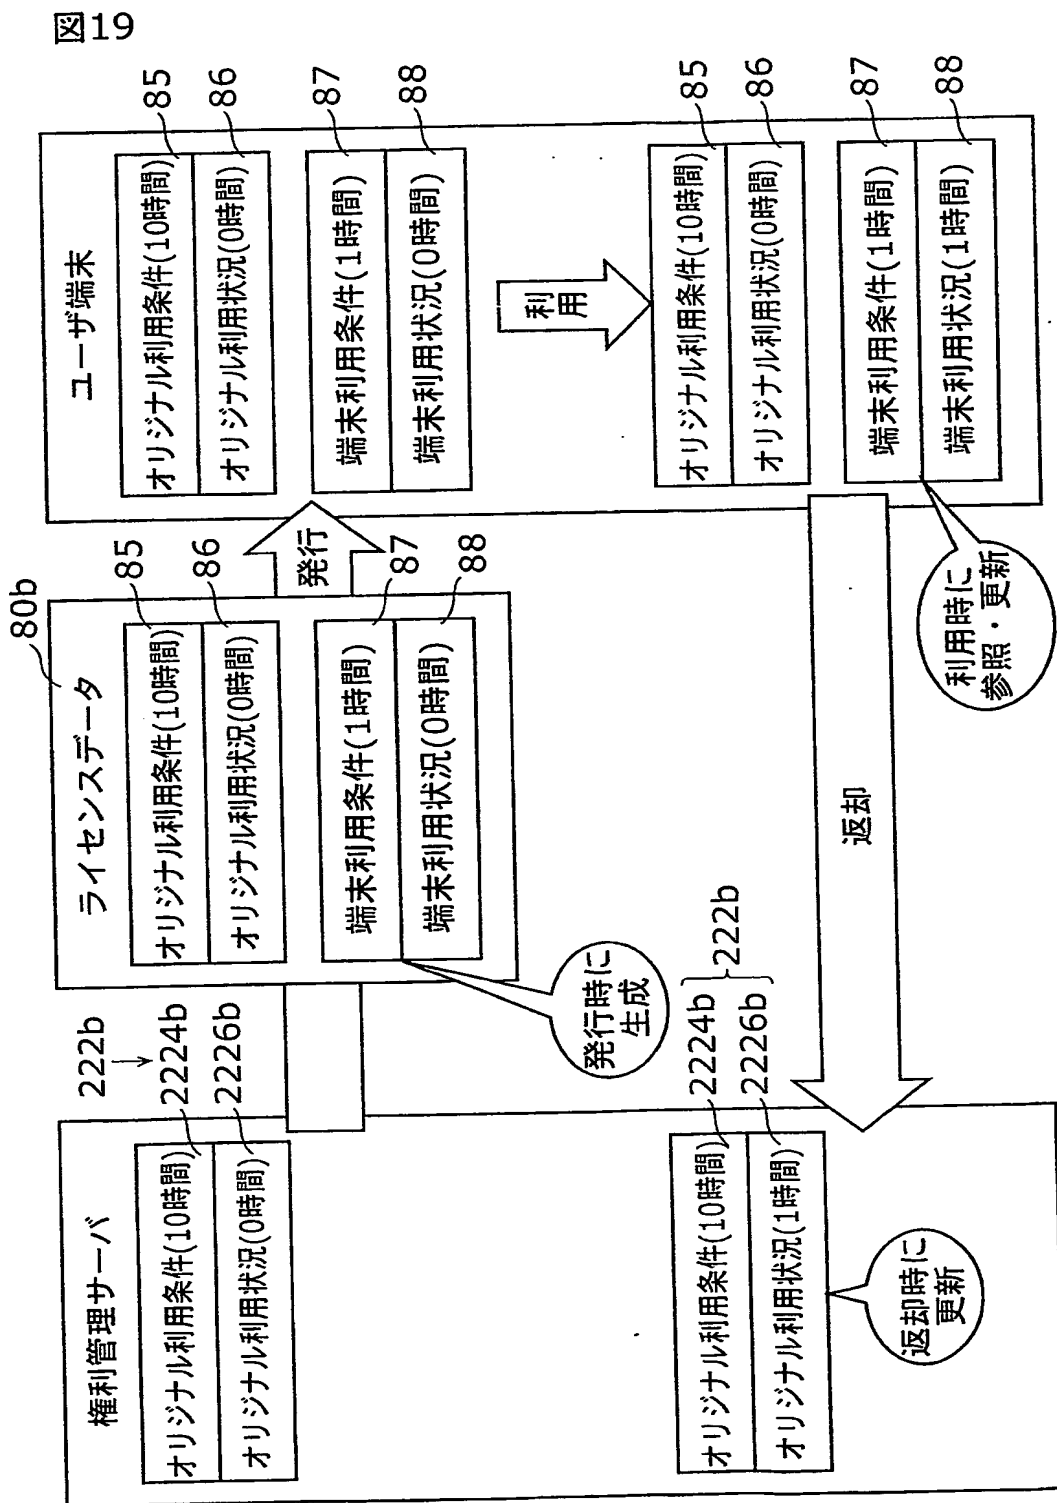 図19
権利管理サーバ
222b
2224b
2226b
オリジナル利用条件(10時間)
オリジナル利用状況(0時間)
80b
ライセンスデータ
オリジナル利用条件(10時間)
85
オリジナル利用状況(0時間)
86
端末利用条件(1時間)
87
端末利用状況(0時間)
88
発行時に
生成
発行
ユーザ端末
オリジナル利用条件(10時間)
85
オリジナル利用状況(0時間)
86
端末利用条件(1時間)
87
端末利用状況(0時間)
88
利用
オリジナル利用条件(10時間)
85
オリジナル利用状況(0時間)
86
端末利用条件(1時間)
87
端末利用状況(1時間)
88
利用時に
参照・更新
返却
2224b
2226b
222b
オリジナル利用条件(10時間)
オリジナル利用状況(1時間)
返却時に
更新